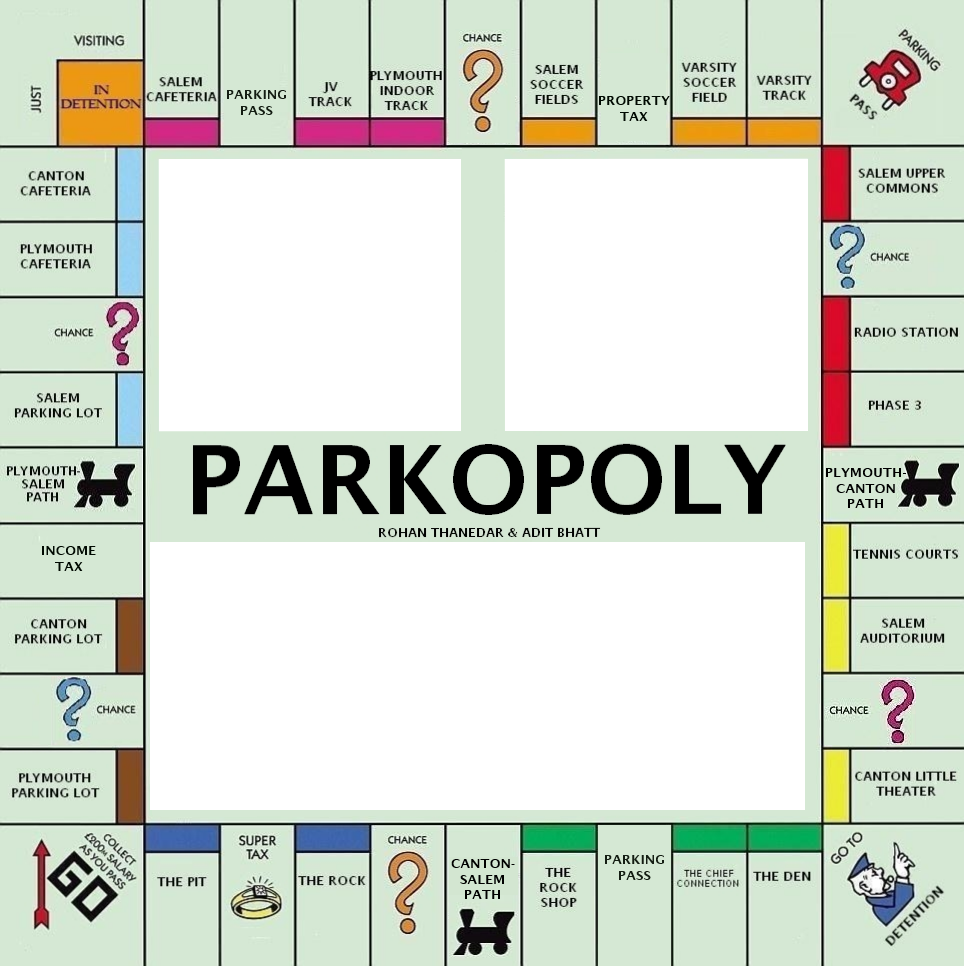 VISITING
JUST
IN
DETENTION
SALEM
CAFETERIA
PARKING
PASS
JV
TRACK
PLYMOUTH
INDOOR
TRACK
CHANCE
SALEM
SOCCER
FIELDS
PROPERTY
TAX
VARSITY
SOCCER
FIELD
VARSITY
TRACK
PARKING
PASS
CANTON
CAFETERIA
PLYMOUTH
CAFETERIA
CHANCE
SALEM
PARKING LOT
PLYMOUTH-
SALEM
PATH
INCOME
TAX
CANTON
PARKING LOT
CHANCE
PLYMOUTH
PARKING LOT
PARKOPOLY
ROHAN THANEDAR & ADIT BHATT
SALEM UPPER
COMMONS
CHANCE
RADIO STATION
PHASE 3
PLYMOUTH-
CANTON
PATH
TENNIS COURTS
SALEM
AUDITORIUM
CHANCE
CANTON LITTLE
THEATER
COLLECT
£200m SALARY
AS YOU PASS
GO
THE PIT
SUPER
TAX
THE ROCK
CHANCE
CANTON-
SALEM
PATH
THE
ROCK
SHOP
PARKING
PASS
THE CHIEF
CONNECTION
THE DEN
GO TO
DETENTION